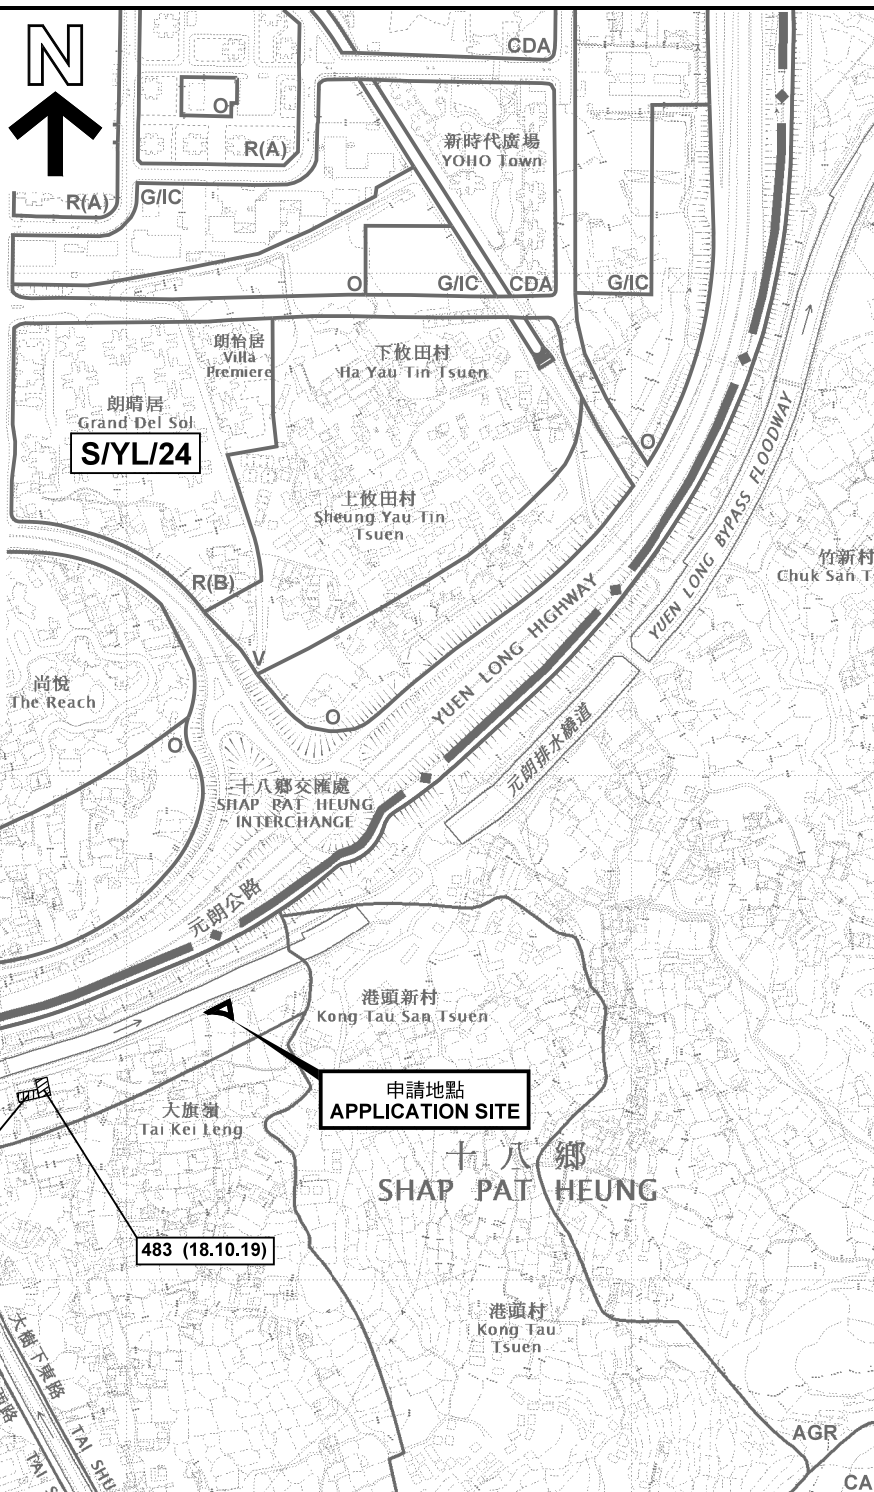 N
CDA
O
新時代廣場
YOHO Town
R(A)
R(A)
G/IC
O
G/IC
CDA
G/IC
朗怡居
Villa
Premiere
下攸田村
Ha Yau Tin Tsuen
朗晴居
Grand Del Sol
S/YL/24
O
上攸田村
Sheung Yau Tin
Tsuen
YUEN LONG BYPASS FLOODWAY
竹新村
Chuk San T
R(B)
YUEN LONG HIGHWAY
V
尚悅
The Reach
O
O
元朗排水繞道
十八鄉交匯處
SHAP PAT HEUNG
INTERCHANGE
元朗公路
港頭新村
Kong Tau San Tsuen
申請地點
APPLICATION SITE
大旗嶺
Tai Kei Leng
十八鄉
SHAP PAT HEUNG
483 (18.10.19)
港頭村
Kong Tau
Tsuen
大樹下東路
西路
TAI SHU
TAI S
AGR
CA